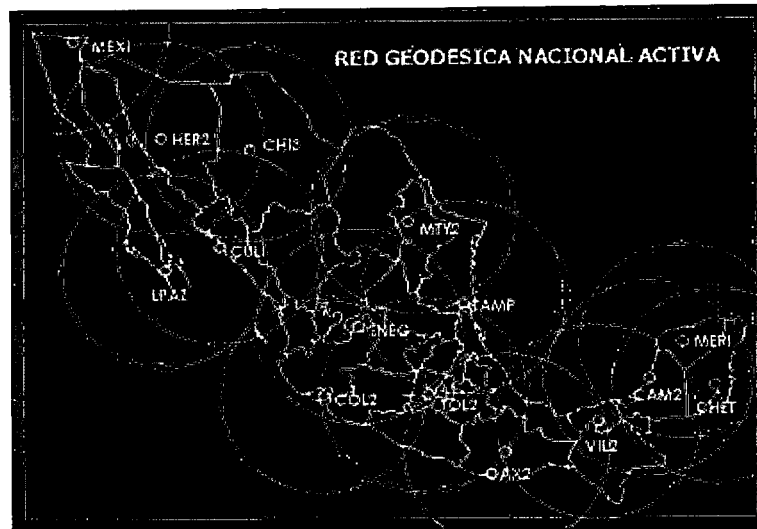 MEXI
RED GEODESICA NACIONAL ACTIVA
HER2
CHI3
MTY2
CUL1
LPAZ
TAMP
INEG
MERI
CAM2
CHET
COL2
TOL2
VIL2
OAX2